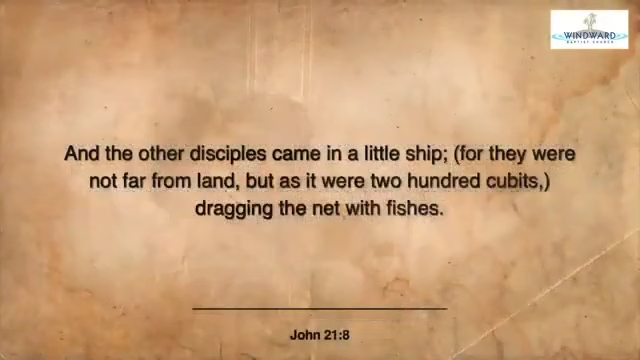 WINDWARD
BAPTIST CHURCH
And the other disciples came in a little ship; (for they were
not far from land, but as it were two hundred cubits,)
dragging the net with fishes.
John 21:8